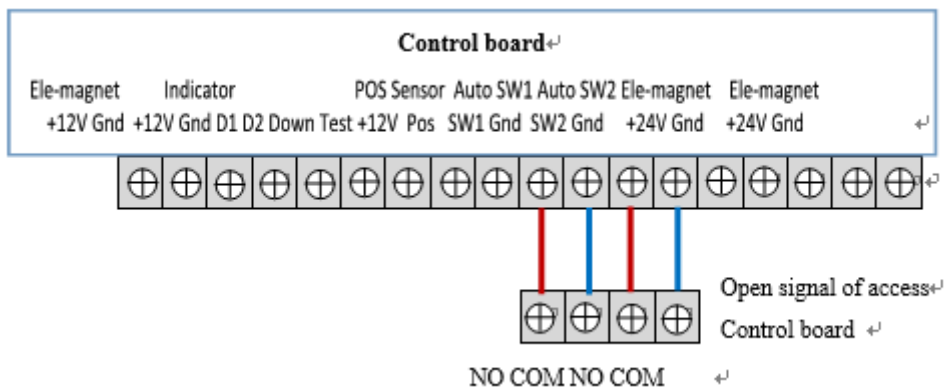 Control board
Ele-magnet Indicator POS Sensor Auto SW1 Auto SW2 Ele-magnet Ele-magnet
+12V Gnd +12V Gnd D1 D2 Down Test +12V Pos SW1 Gnd SW2 Gnd +24V Gnd +24V Gnd
Open signal of access
Control board
NO COM NO COM